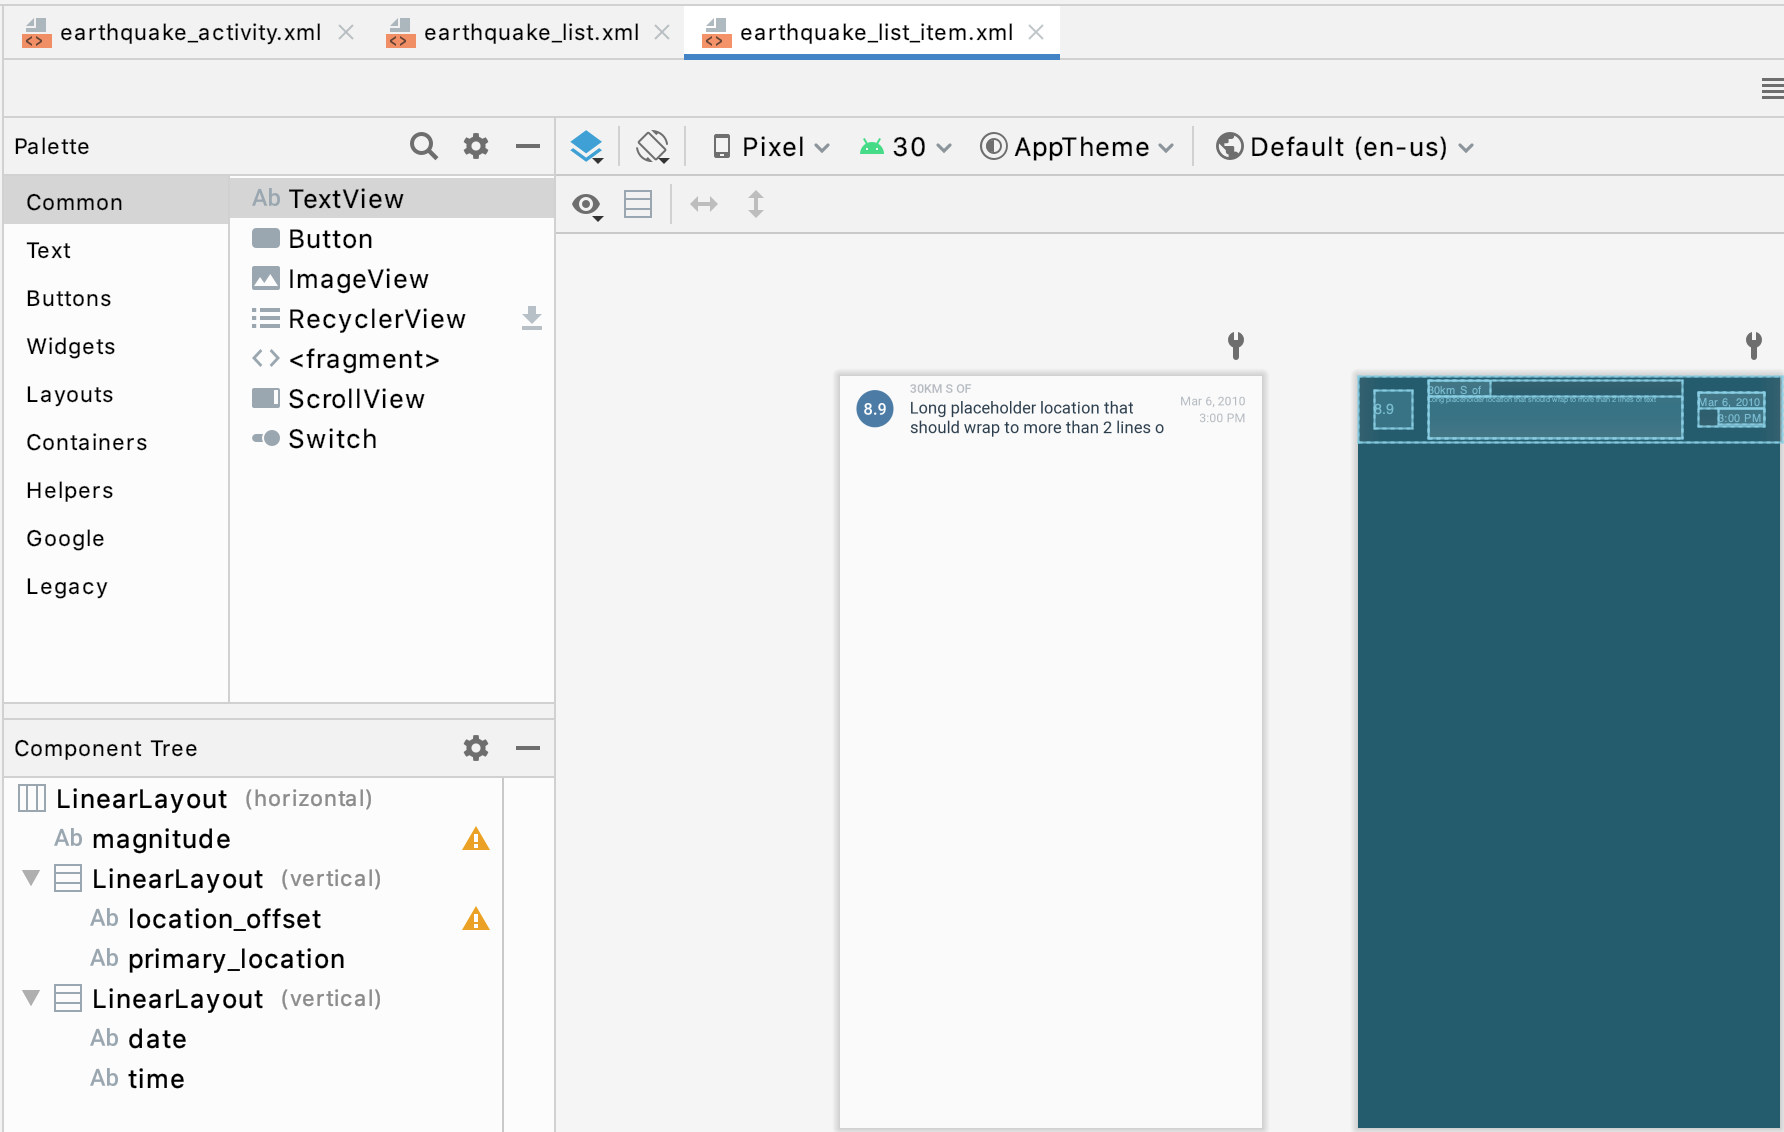 earthquake_activity.xml
earthquake_list.xml
earthquake_list_item.xml
Palette
Pixel
30
AppTheme
Default (en-us)
Common
Text
Buttons
Widgets
Layouts
Containers
Helpers
Google
Legacy
Ab TextView
Button
ImageView
RecyclerView
<fragment>
ScrollView
Switch
8.9
30KM S OF
Long placeholder location that
should wrap to more than 2 lines o
Mar 6, 2010
3:00 PM
8.9
30km S of
Long placeholder location that should wrap to more than 2 lines of text
Mar 6, 2010
3:00 PM
Component Tree
LinearLayout (horizontal)
Ab magnitude
LinearLayout (vertical)
Ab location_offset
Ab primary_location
LinearLayout (vertical)
Ab date
Ab time